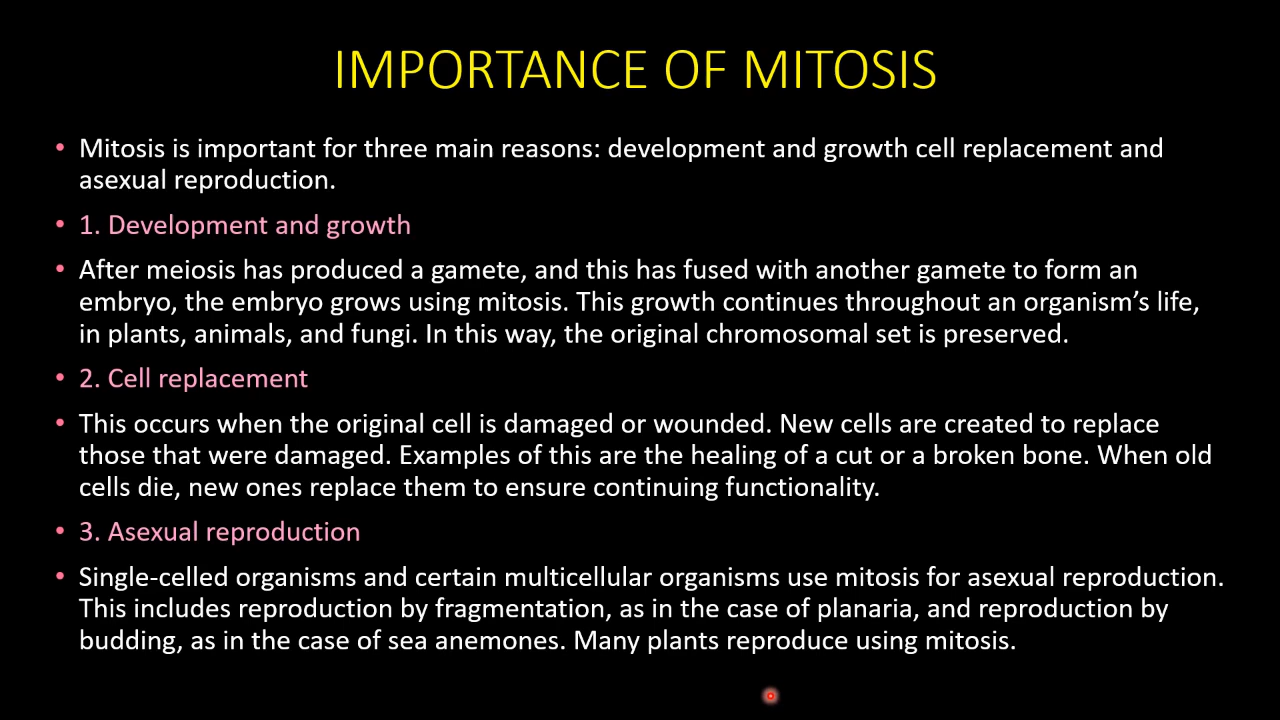 IMPORTANCE OF MITOSIS
• Mitosis is important for three main reasons: development and growth cell replacement and
asexual reproduction.
• 1. Development and growth
• After meiosis has produced a gamete, and this has fused with another gamete to form an
embryo, the embryo grows using mitosis. This growth continues throughout an organism’s life,
in plants, animals, and fungi. In this way, the original chromosomal set is preserved.
• 2. Cell replacement
• This occurs when the original cell is damaged or wounded. New cells are created to replace
those that were damaged. Examples of this are the healing of a cut or a broken bone. When old
cells die, new ones replace them to ensure continuing functionality.
• 3. Asexual reproduction
• Single-celled organisms and certain multicellular organisms use mitosis for asexual reproduction.
This includes reproduction by fragmentation, as in the case of planaria, and reproduction by
budding, as in the case of sea anemones. Many plants reproduce using mitosis.